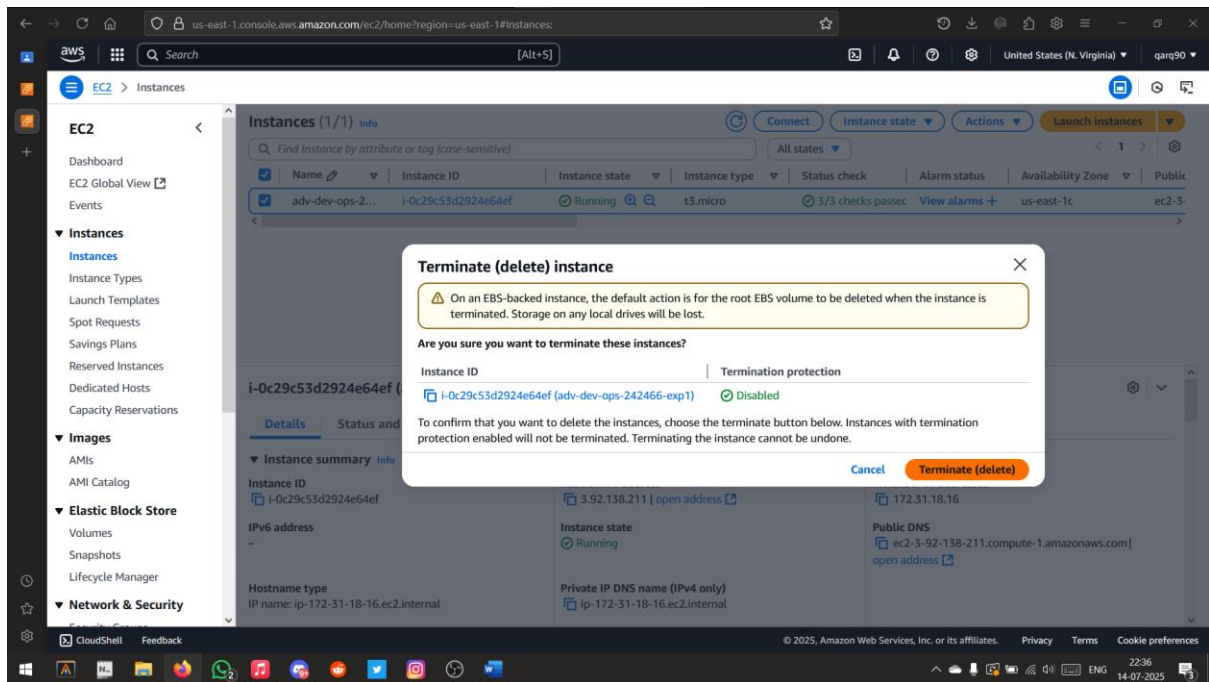 us-east-1.console.aws.amazon.com/ec2/home?region=us-east-1#Instances:
aws
Search
[Alt+S]
United States (N. Virginia)
qarq90
EC2 > Instances
EC2
Dashboard
EC2 Global View
Events
Instances
Instances
Instance Types
Launch Templates
Spot Requests
Savings Plans
Reserved Instances
Dedicated Hosts
Capacity Reservations
Images
AMIs
AMI Catalog
Elastic Block Store
Volumes
Snapshots
Lifecycle Manager
Network & Security
Instances (1/1) Info
Connect
Instance state
Actions
Launch instances
Find Instance by attribute or tag (case-sensitive)
All states
1
Name
Instance ID
Instance state
Instance type
Status check
Alarm status
Availability Zone
Public
adv-dev-ops-2...
i-0c29c53d2924e64ef
Running
t3.micro
3/3 checks passec
View alarms +
us-east-1c
ec2-3-
Terminate (delete) instance
On an EBS-backed instance, the default action is for the root EBS volume to be deleted when the instance is
terminated. Storage on any local drives will be lost.
Are you sure you want to terminate these instances?
Instance ID
Termination protection
i-0c29c53d2924e64ef (adv-dev-ops-242466-exp1)
Disabled
To confirm that you want to delete the instances, choose the terminate button below. Instances with termination
protection enabled will not be terminated. Terminating the instance cannot be undone.
Cancel
Terminate (delete)
i-0c29c53d2924e64ef (
Details
Status and
Instance summary Info
Instance ID
i-0c29c53d2924e64ef
3.92.138.211 | open address
172.31.18.16
IPv6 address
–
Instance state
Running
Public DNS
ec2-3-92-138-211.compute-1.amazonaws.com |
open address
Hostname type
IP name: ip-172-31-18-16.ec2.internal
Private IP DNS name (IPv4 only)
ip-172-31-18-16.ec2.internal
CloudShell
Feedback
© 2025, Amazon Web Services, Inc. or its affiliates.
Privacy
Terms
Cookie preferences
ENG
22:36
14-07-2025